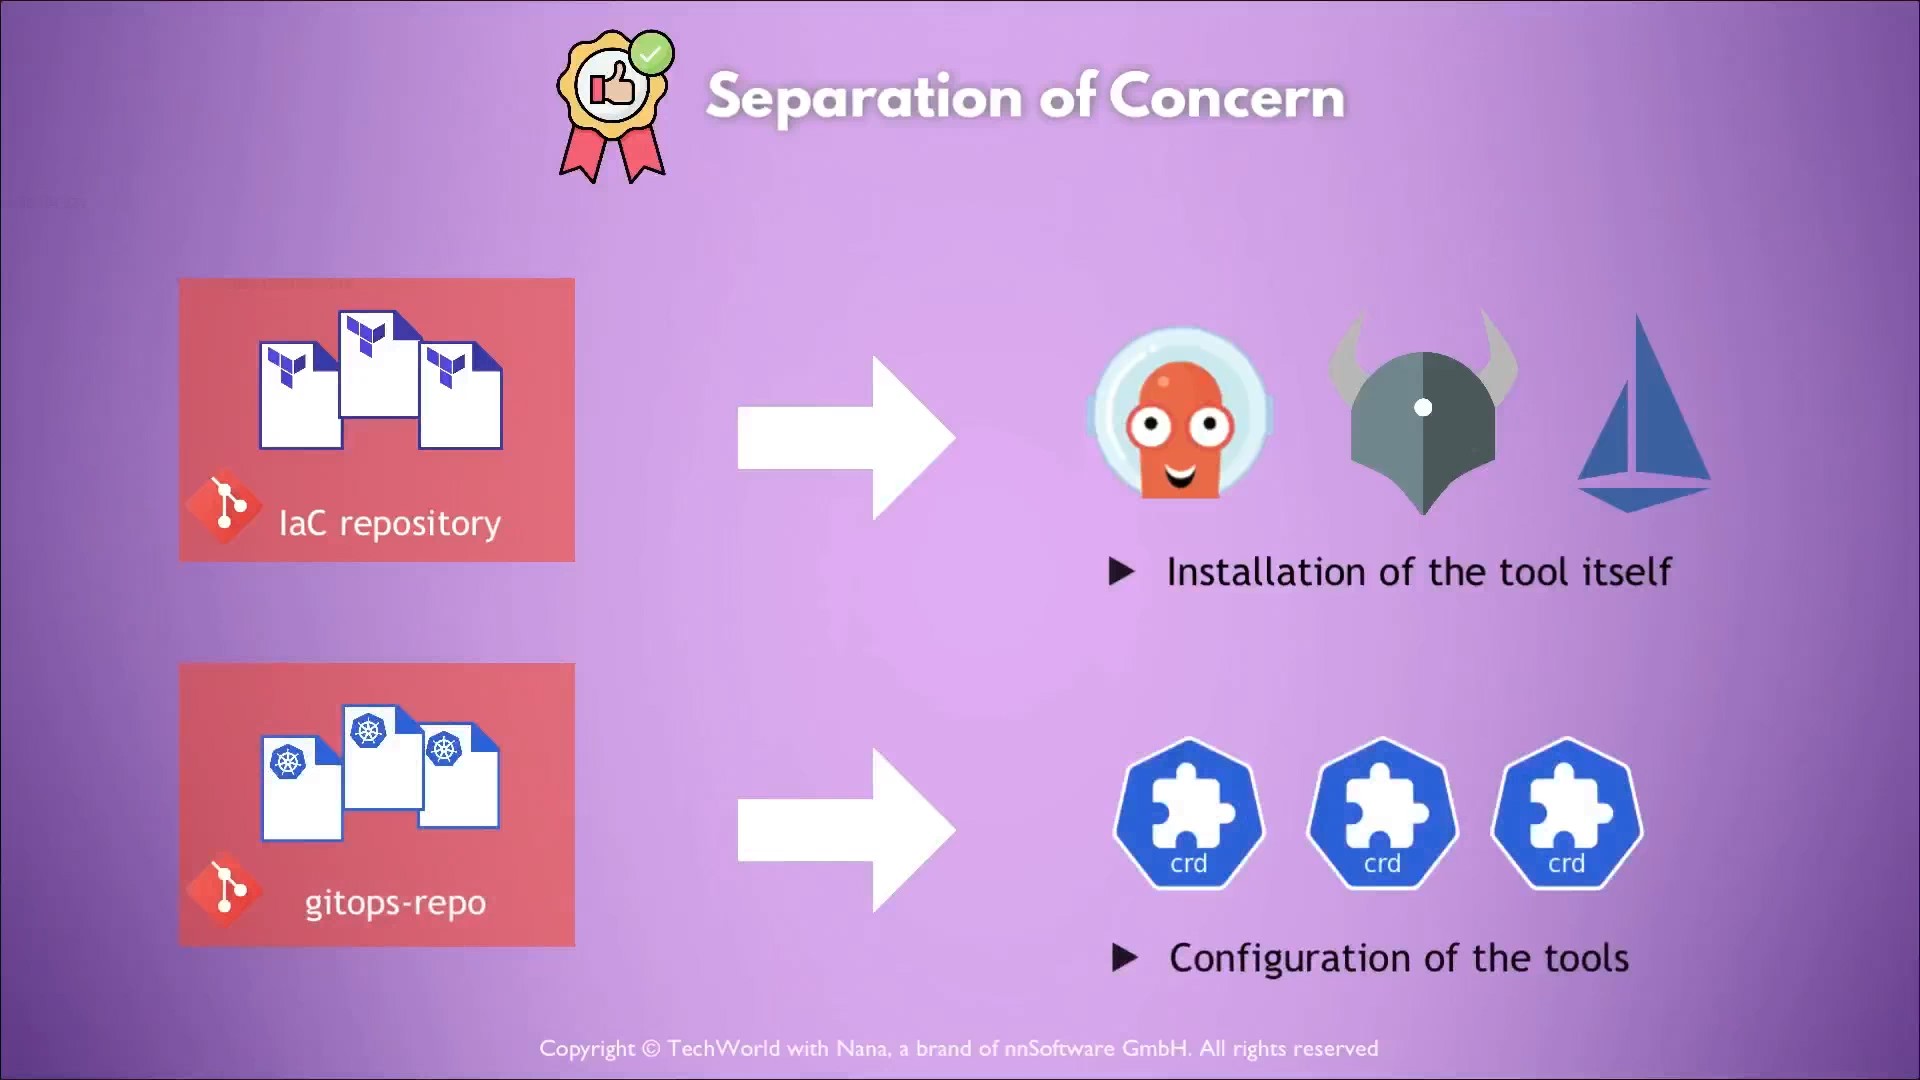 Separation of Concern
IaC repository
Installation of the tool itself
gitops-repo
crd
crd
crd
Configuration of the tools
Copyright © TechWorld with Nana, a brand of nnSoftware GmbH. All rights reserved